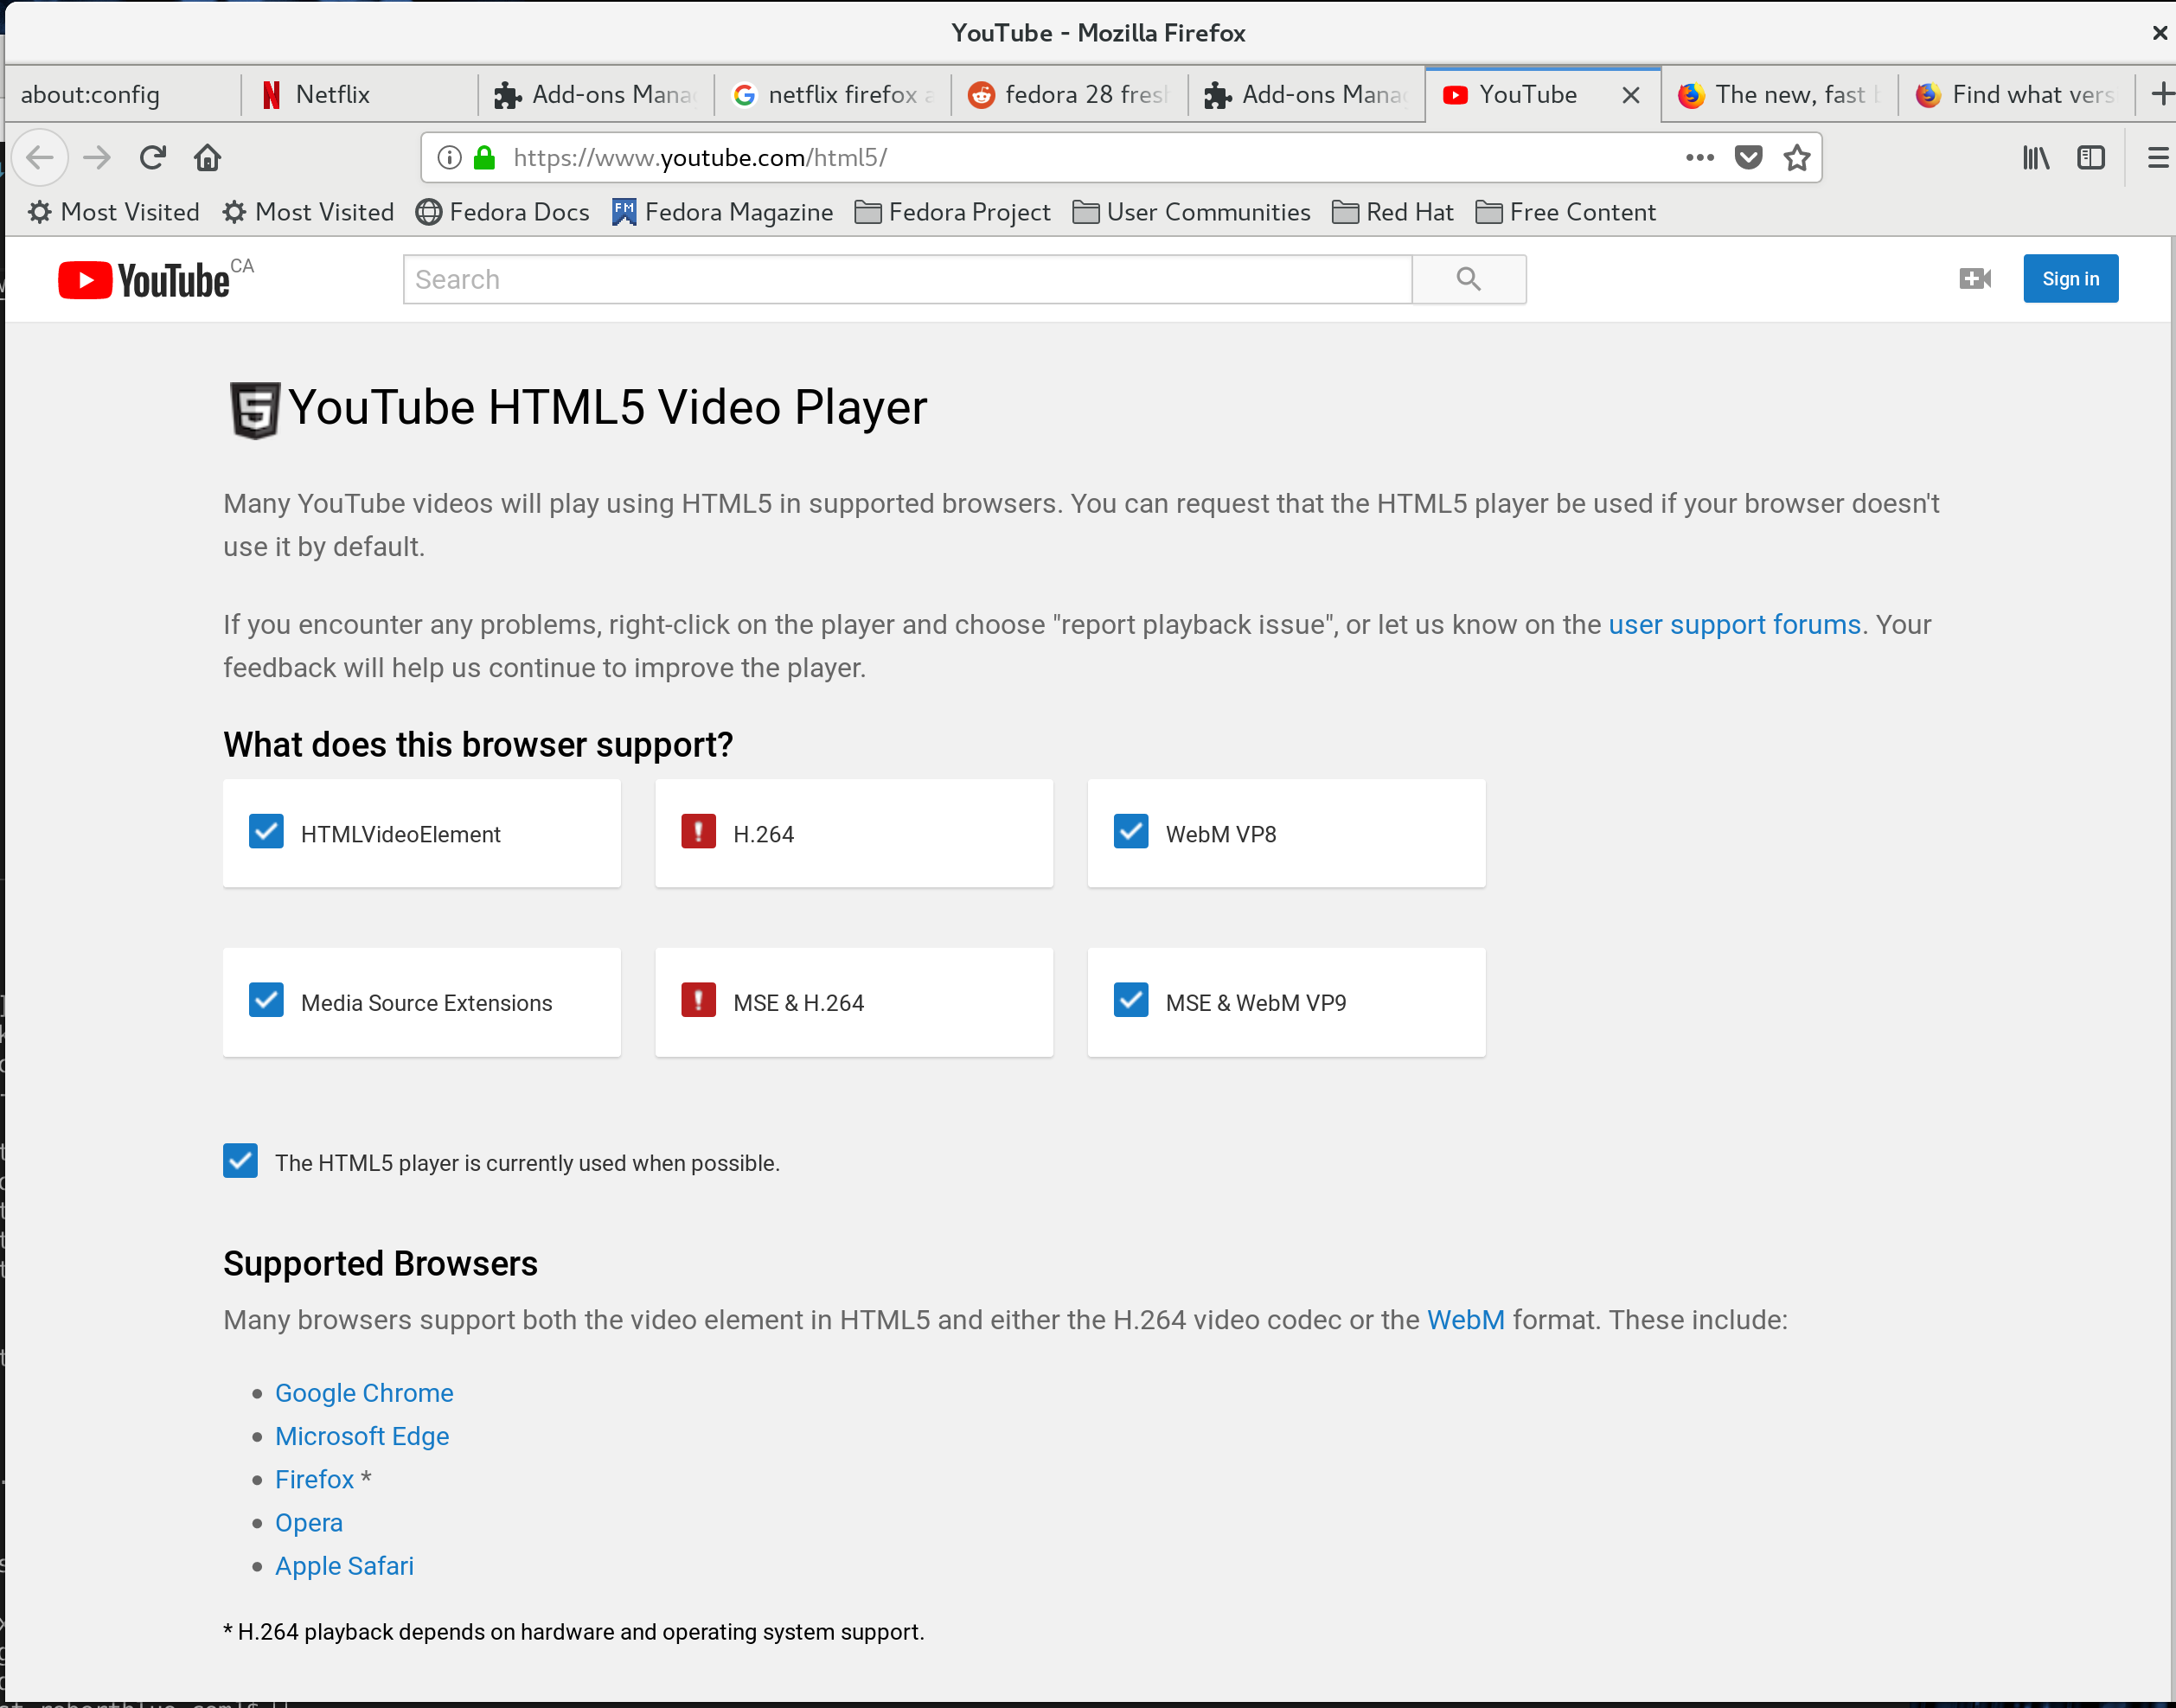 YouTube - Mozilla Firefox
about:config
Netflix
Add-ons Mana
netflix firefox a
fedora 28 fresh
Add-ons Mana
YouTube
The new, fast b
Find what vers
https://www.youtube.com/html5/
Most Visited
Most Visited
Fedora Docs
FM
Fedora Magazine
Fedora Project
User Communities
Red Hat
Free Content
YouTube CA
Search
Sign in
5
YouTube HTML5 Video Player
Many YouTube videos will play using HTML5 in supported browsers. You can request that the HTML5 player be used if your browser doesn't
use it by default.
If you encounter any problems, right-click on the player and choose "report playback issue", or let us know on the user support forums. Your
feedback will help us continue to improve the player.
What does this browser support?
HTMLVideoElement
H.264
WebM VP8
Media Source Extensions
MSE & H.264
MSE & WebM VP9
The HTML5 player is currently used when possible.
Supported Browsers
Many browsers support both the video element in HTML5 and either the H.264 video codec or the WebM format. These include:
Google Chrome
Microsoft Edge
Firefox *
Opera
Apple Safari
* H.264 playback depends on hardware and operating system support.